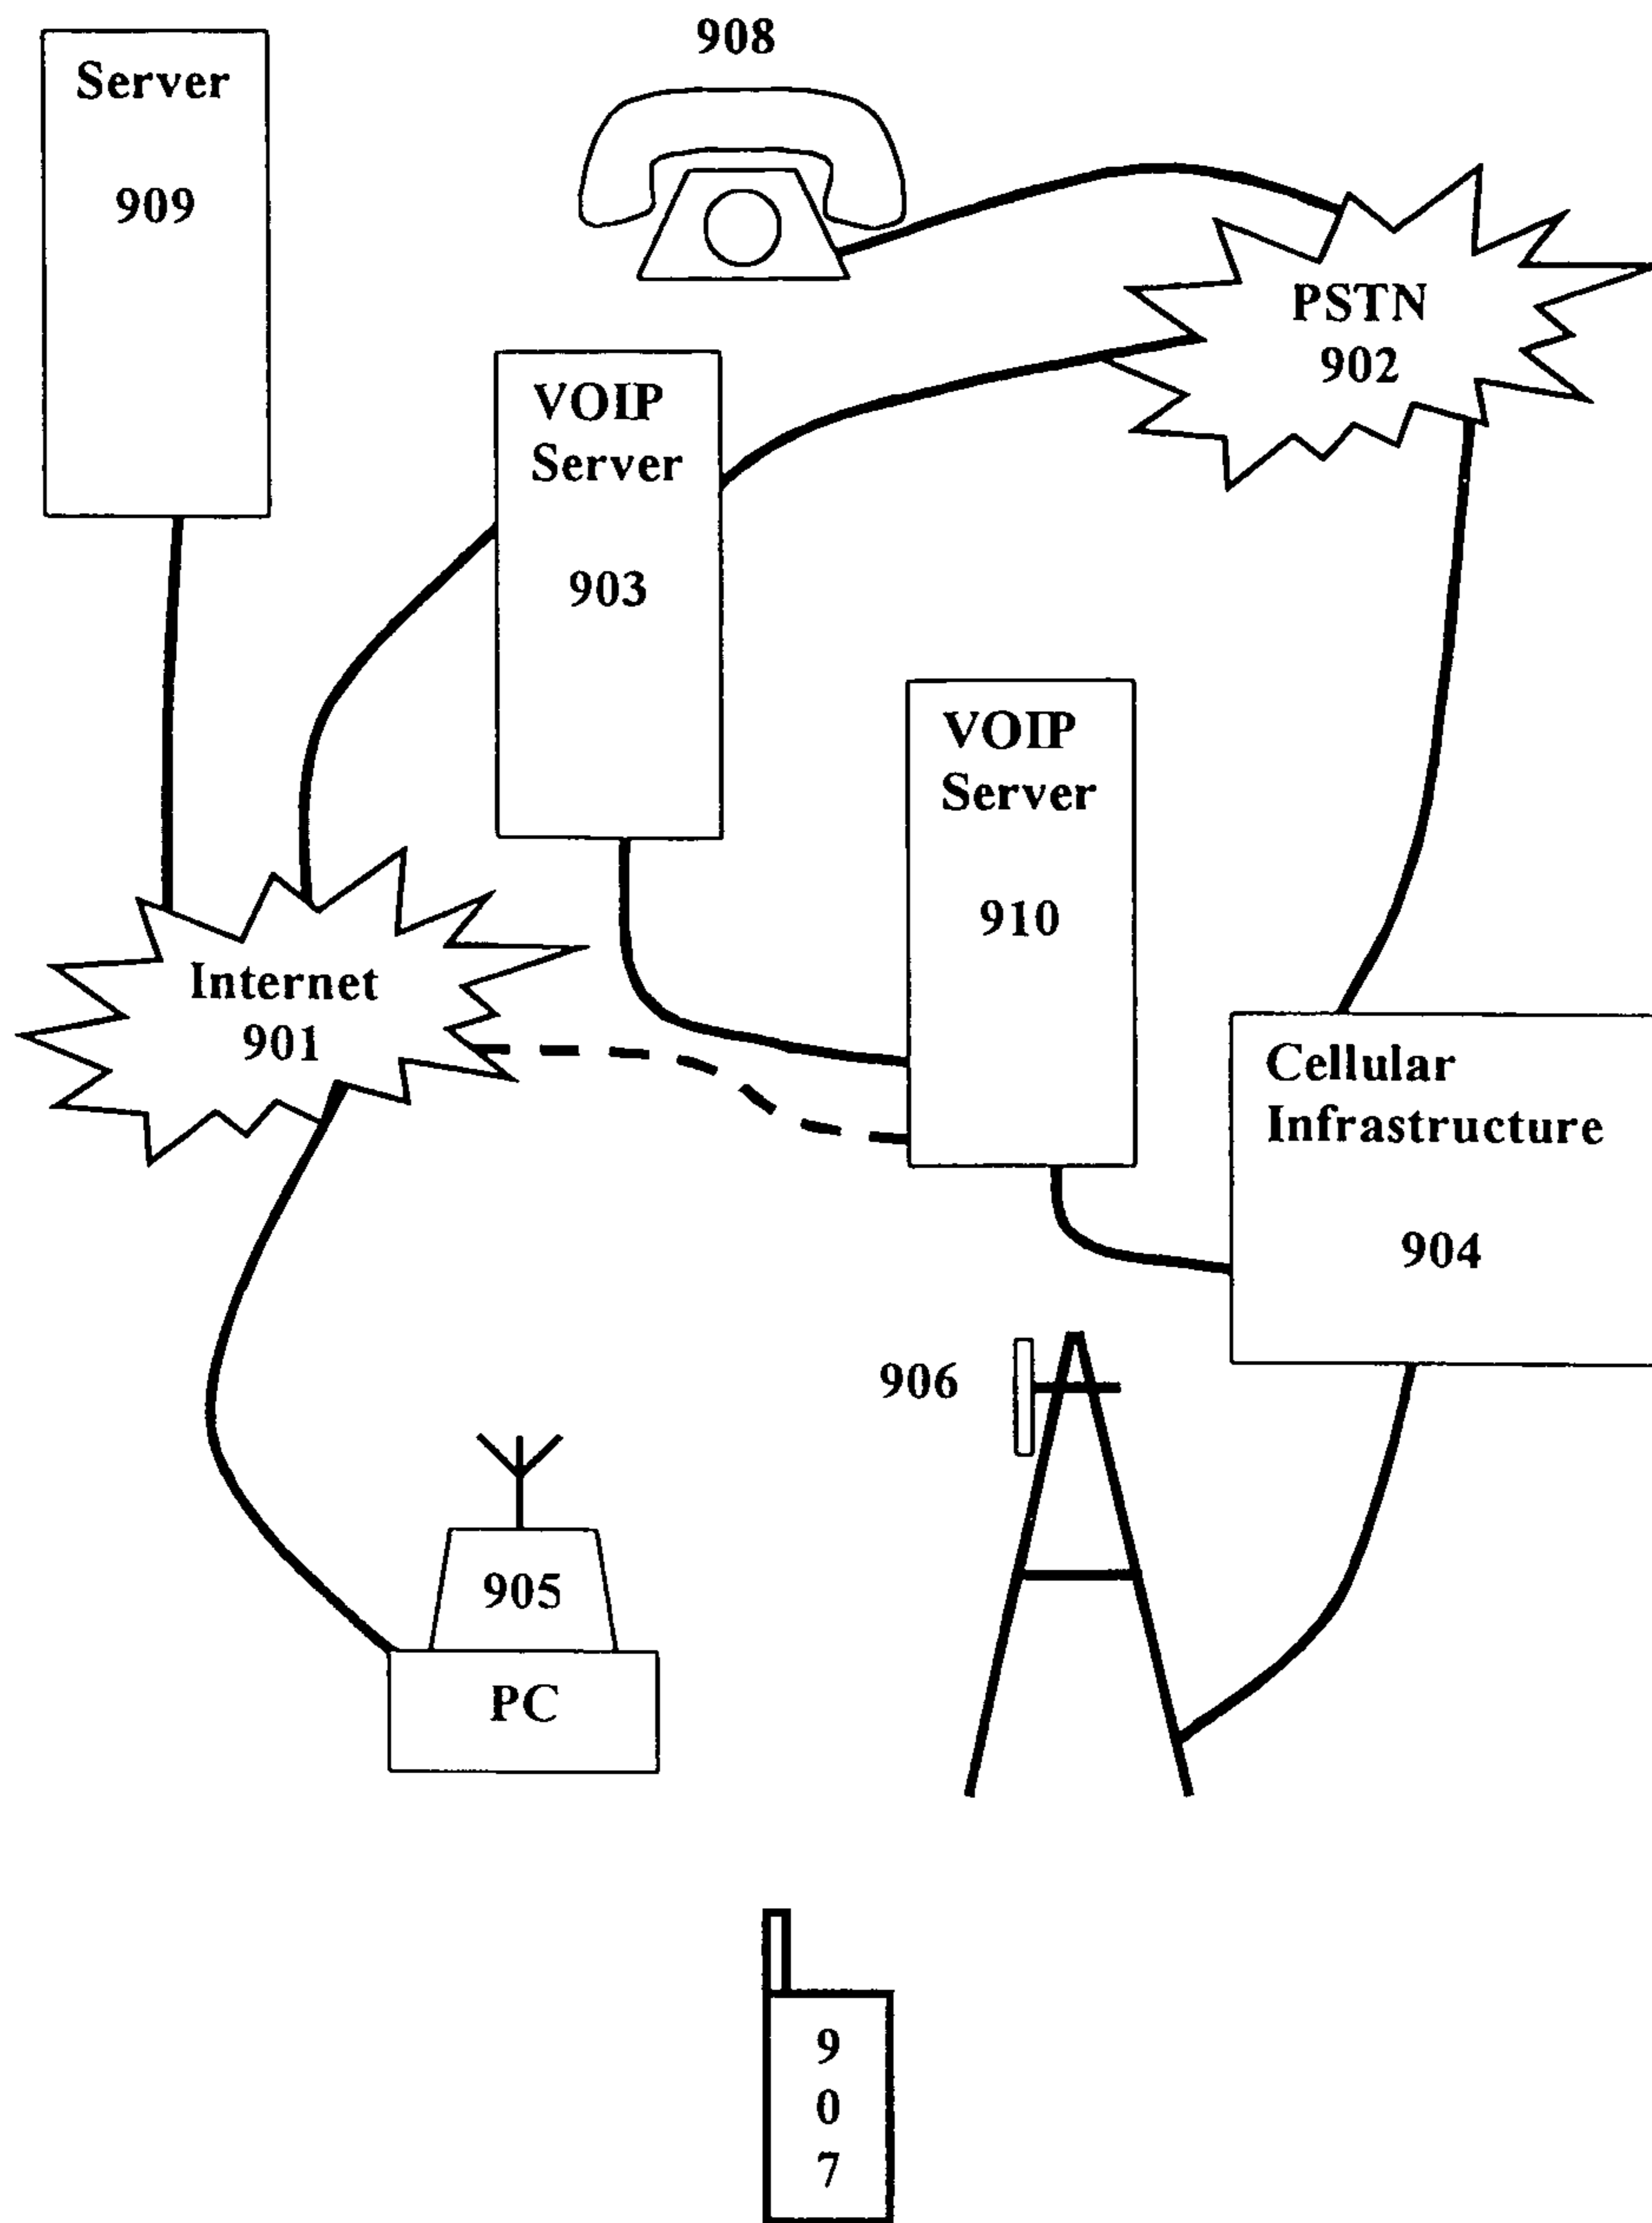 908
Server
909
PSTN
902
VOIP
Server
903
VOIP
Server
910
Internet
901
Cellular
Infrastructure
904
906
905
PC
9
0
7